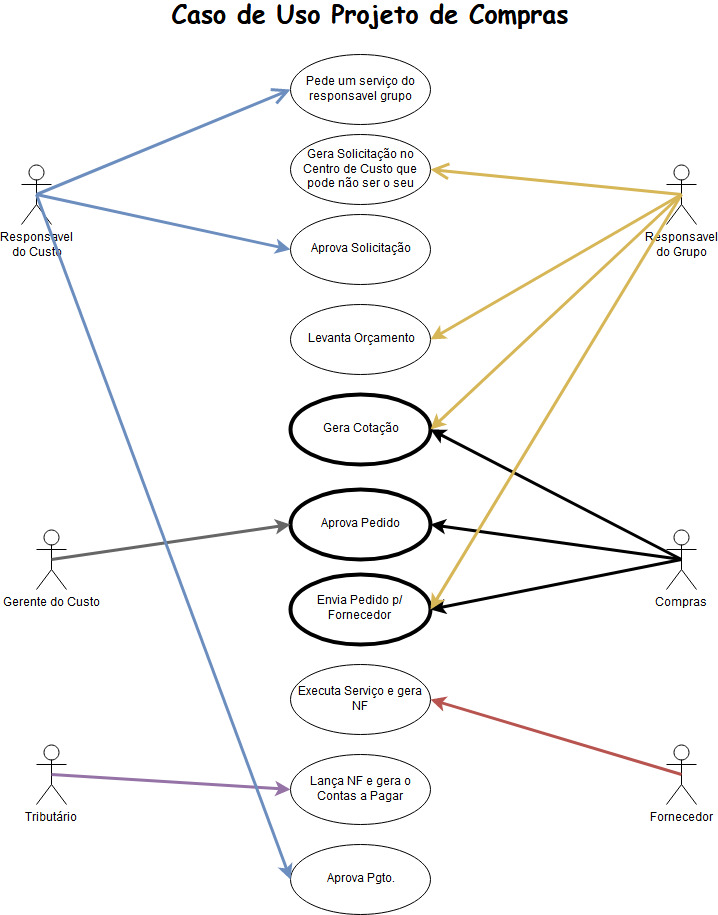 Caso de Uso Projeto de Compras
Pede um serviço do
responsavel grupo
Gera Solicitação no
Centro de Custo que
pode não ser o seu
Responsavel
do Custo
Responsavel
do Grupo
Aprova Solicitação
Levanta Orçamento
Gera Cotação
Aprova Pedido
Gerente do Custo
Envia Pedido p/
Fornecedor
Compras
Executa Serviço e gera
NF
Lança NF e gera o
Contas a Pagar
Tributário
Fornecedor
Aprova Pgto.